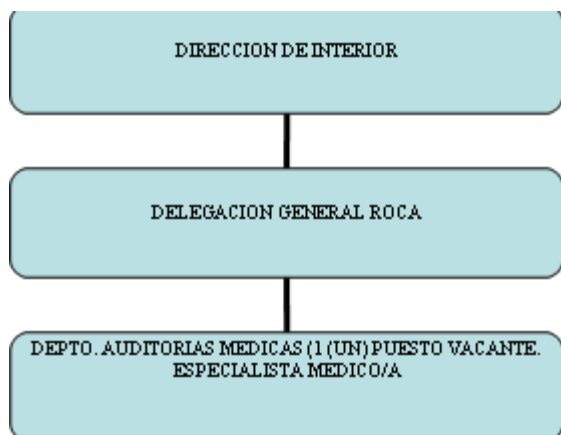 DIRECCION DE INTERIOR
DELEGACION GENERAL ROCA
DEPTO. AUDITORIAS MEDICAS (1 (UN) PUESTO VACANTE.
ESPECIALISTA MEDICO/A